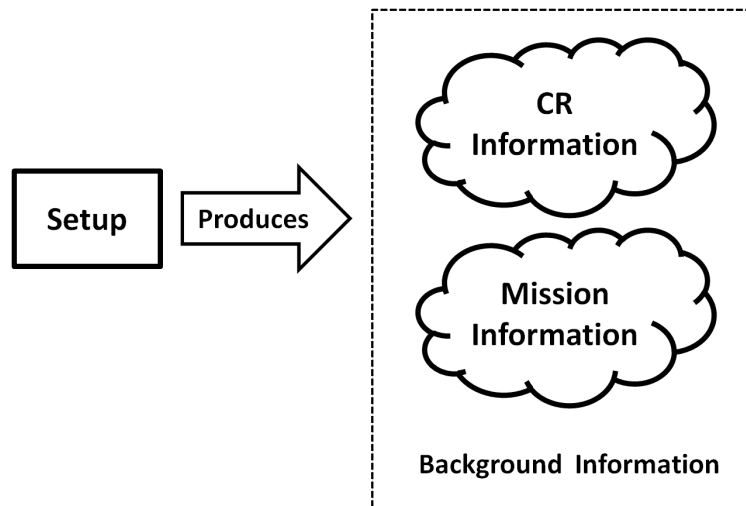 Setup
Produces
CR
Information
Mission
Information
Background Information